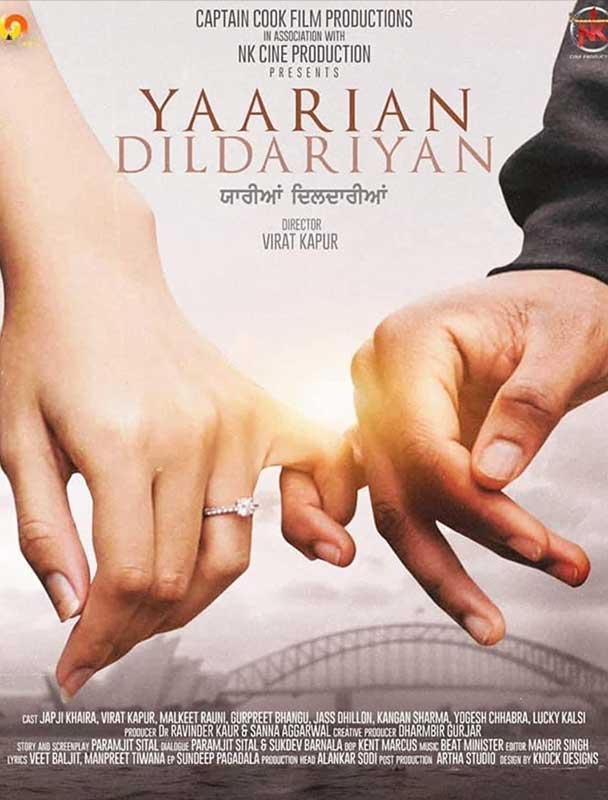 CAPTAIN COOK FILM PRODUCTIONS
IN ASSOCIATION WITH
NK CINE PRODUCTION
PRESENTS
NK
CINE PRODUCT
YAARIAN
DILDARIYAN
ਯਾਰੀਆਂ ਦਿਲਦਾਰੀਆਂ
DIRECTOR
VIRAT KAPUR
CAST JAPJI KHAIRA, VIRAT KAPUR, MALKEET RAUNI, GURPREET BHANGU, JASS DHILLON, KANGAN SHARMA, YOGESH CHHABRA, LUCKY KALSI
PRODUCER DR RAVINDER KAUR & SANNA AGGARWAL CREATIVE PRODUCER DHARMBIR GURJAR
STORY AND SCREENPLAY PARAMJIT SITAL DIALOGUE PARAMJIT SITAL & SUKDEV BARNALA DOP KENT MARCUS MUSIC BEAT MINISTER EDITOR MANBIR SINGH
LYRICS VEET BALJIT, MANPREET TIWANA EP SUNDEEP PAGADALA PRODUCTION HEAD ALANKAR SODI POST PRODUCTION ARTHA STUDIO DESIGN BY KNOCK DESIGNS